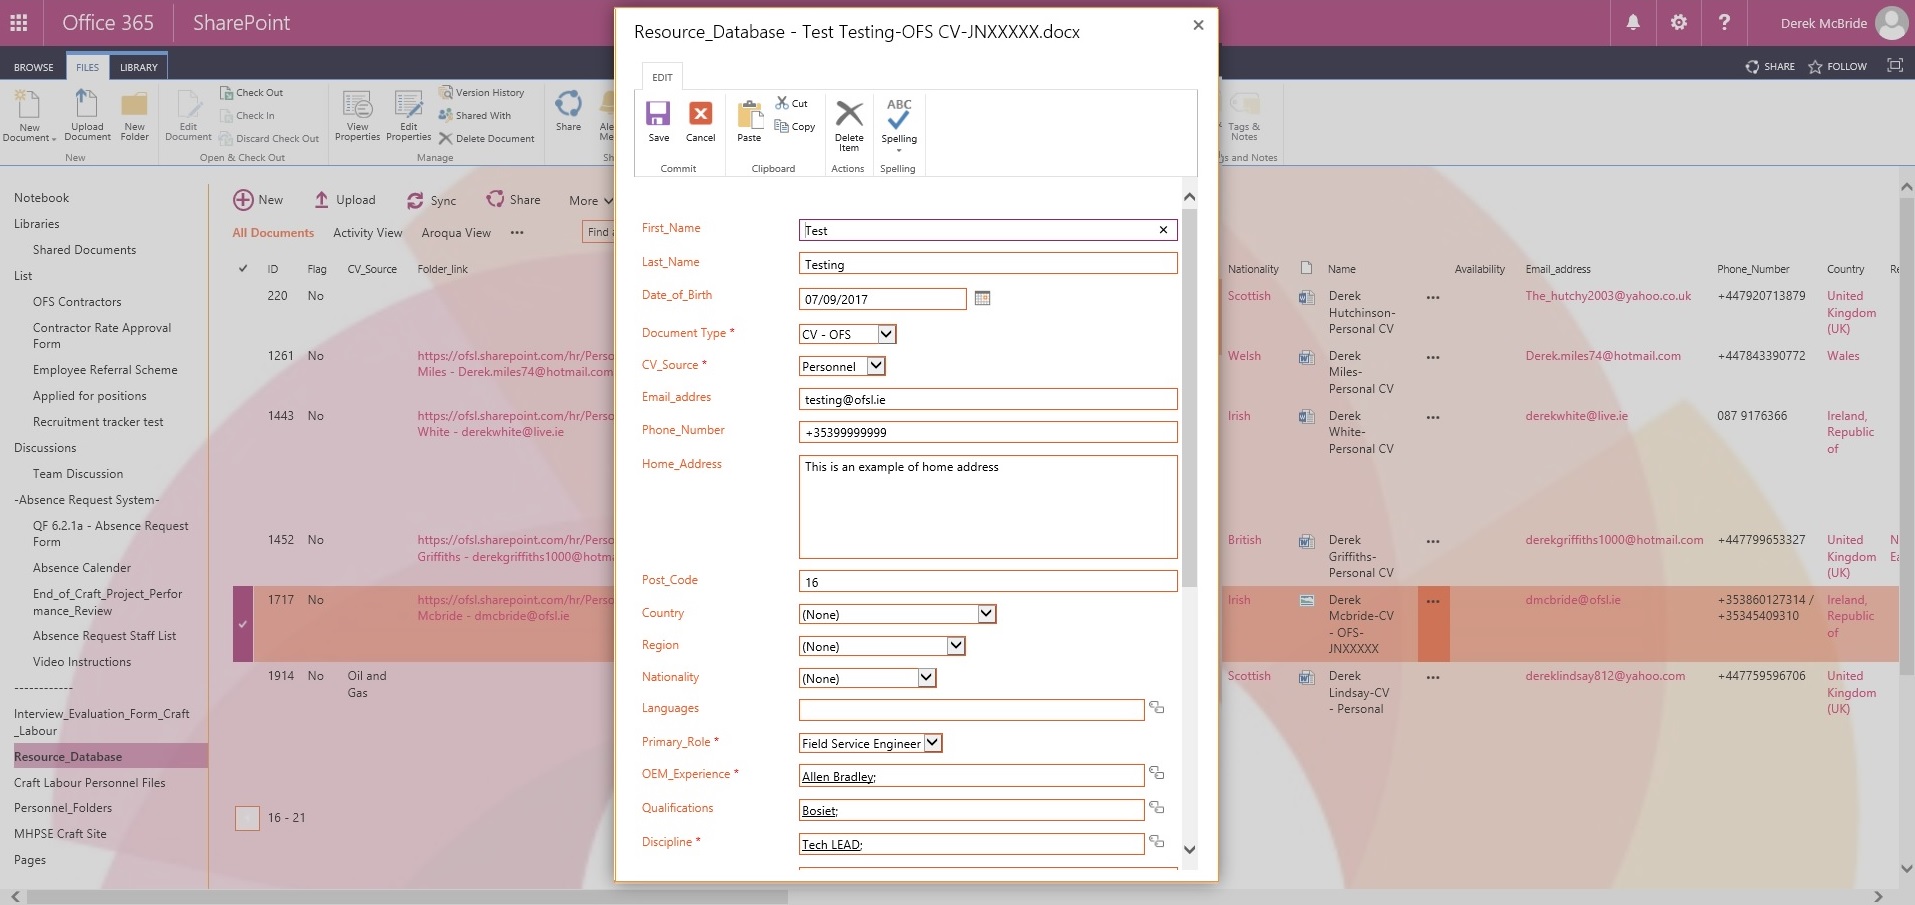 Office 365
SharePoint
Derek McBride
BROWSE
FILES
LIBRARY
SHARE
FOLLOW
New
Document
Upload
Document
New
Folder
New
Edit
Document
Check Out
Check In
Discard Check Out
Open & Check Out
View
Properties
Edit
Properties
Version History
Shared With
Delete Document
Manage
Share
Tags &
Notes
s and Notes
Notebook
Libraries
Shared Documents
List
OFS Contractors
Contractor Rate Approval
Form
Employee Referral Scheme
Applied for positions
Recruitment tracker test
Discussions
Team Discussion
-Absence Request System-
QF 6.2.1a - Absence Request
Form
Absence Calender
End_of_Craft_Project_Perfor
mance_Review
Absence Request Staff List
Video Instructions
------------
Interview_Evaluation_Form_Craft
_Labour
Resource_Database
Craft Labour Personnel Files
Personnel_Folders
MHPSE Craft Site
Pages
New
Upload
Sync
Share
More
All Documents
Activity View
Aroqua View
•••
Find a
ID Flag CV_Source Folder_link
220 No
1261 No https://ofsl.sharepoint.com/hr/Perso
Miles - Derek.miles74@hotmail.com
1443 No https://ofsl.sharepoint.com/hr/Perso
White - derekwhite@live.ie
1452 No https://ofsl.sharepoint.com/hr/Perso
Griffiths - derekgriffiths1000@hotma
1717 No https://ofsl.sharepoint.com/hr/Perso
Mcbride - dmcbride@ofsl.ie
1914 No Oil and
Gas
16 - 21
Resource_Database - Test Testing-OFS CV-JNXXXXX.docx
EDIT
Save
Cancel
Commit
Paste
Cut
Copy
Clipboard
Delete
Item
Actions
ABC
Spelling
Spelling
First_Name Test
Last_Name Testing
Date_of_Birth 07/09/2017
Document Type * CV - OFS
CV_Source * Personnel
Email_addres testing@ofsl.ie
Phone_Number +35399999999
Home_Address This is an example of home address
Post_Code 16
Country (None)
Region (None)
Nationality (None)
Languages
Primary_Role * Field Service Engineer
OEM_Experience * Allen Bradley;
Qualifications Bosiet;
Discipline * Tech LEAD;
Nationality Name Availability Email_address Phone_Number Country Re
Scottish Derek ••• The_hutchy2003@yahoo.co.uk +447920713879 United
Hutchinson- Kingdom
Personal CV (UK)
Welsh Derek ••• Derek.miles74@hotmail.com +447843390772 Wales
Miles-
Personal CV
Irish Derek ••• derekwhite@live.ie 087 9176366 Ireland,
White- Republic
Personal CV of
British Derek ••• derekgriffiths1000@hotmail.com +447799653327 United N
Griffiths- Kingdom Ea
Personal CV (UK)
Irish Derek ••• dmcbride@ofsl.ie +353860127314 / Ireland,
Mcbride-CV +35345409310 Republic
- OFS- of
JNXXXXX
Scottish Derek ••• dereklindsay812@yahoo.com +447759596706 United
Lindsay-CV Kingdom
- Personal (UK)